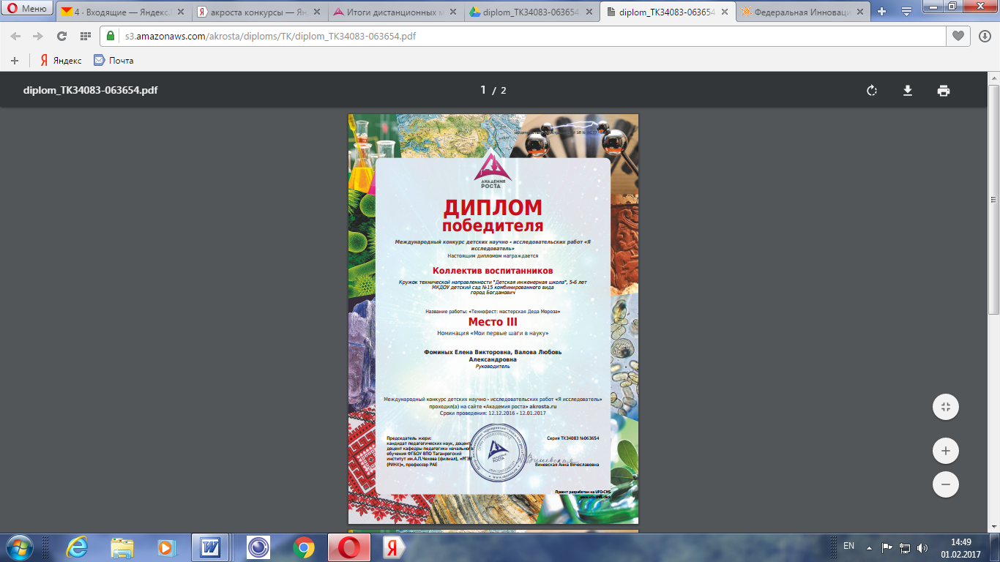 Меню
4 · Входящие — Яндекс.
акроста конкурсы — Ян
Итоги дистанционных м
diplom_TK34083-063654
diplom_TK34083-063654
Федеральная Инноваци
s3.amazonaws.com/akrosta/diploms/TK/diplom_TK34083-063654.pdf
Яндекс
Почта
diplom_TK34083-063654.pdf
1 / 2
АКАДЕМИЯ
РОСТА
ДИПЛОМ
победителя
Международный конкурс детских научно - исследовательских работ «Я
исследователь»
Настоящим дипломом награждается
Коллектив воспитанников
Кружок технической направленности "Детская инженерная школа", 5-6 лет
МКДОУ детский сад №15 комбинированного вида
город Богданович
Название работы: «Технофест: мастерская Деда Мороза»
Место III
Номинация «Мои первые шаги в науку»
Фоминых Елена Викторовна, Валова Любовь
Александровна
Руководитель
Международный конкурс детских научно - исследовательских работ «Я исследователь»
проходил(а) на сайте «Академия роста» akrosta.ru
Сроки проведения: 12.12.2016 - 12.01.2017
Председатель жюри:
кандидат педагогических наук, доцент,
доцент кафедры педагогики начального
обучения ФГБОУ ВПО Таганрогский
институт им.А.П.Чехова (филиал), «РГЭУ
(РИНХ)», профессор РАЕ
Серия ТК34083 №063654
Виневская Анна Вячеславовна
Проект разработан на UFO-CMS
www.ufo-cms.click
EN
14:49
01.02.2017